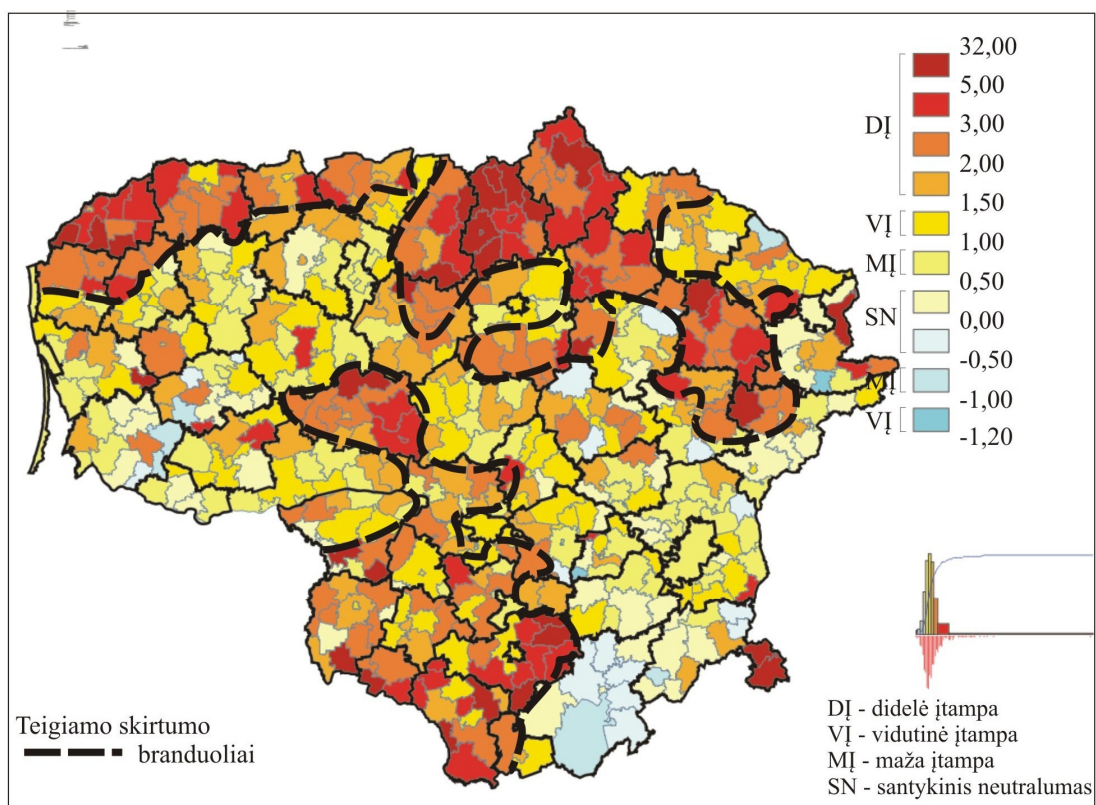 32,00
5,00
DĮ
3,00
2,00
1,50
VĮ
1,00
MĮ
0,50
SN
0,00
-0,50
MĮ
-1,00
VĮ
-1,20
Teigiamo skirtumo
branduoliai
DĮ - didelė įtampa
VĮ - vidutinė įtampa
MĮ - maža įtampa
SN - santykinis neutralumas